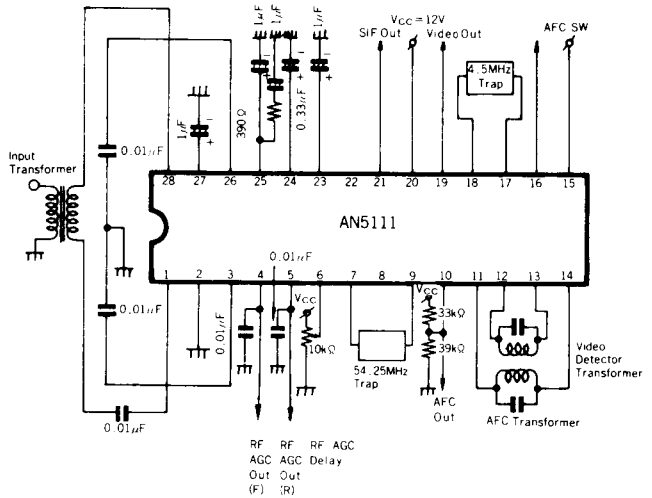 1μF
1μF
1μF
Vcc=12V
SiF Out
Video Out
AFC SW
4.5MHz
Trap
1μF
390Ω
0.33μF
0.01μF
Input
Transformer
28 27 26 25 24 23 22 21 20 19 18 17 16 15
AN5111
1 2 3 4 5 6 7 8 9 10 11 12 13 14
0.01μF
0.01μF
0.01μF
Vcc
10kΩ
54.25MHz
Trap
Vcc
33kΩ
39kΩ
AFC
Out
Video
Detector
Transformer
AFC Transformer
0.01μF
RF RF RF AGC
AGC AGC Delay
Out Out
(F) (R)